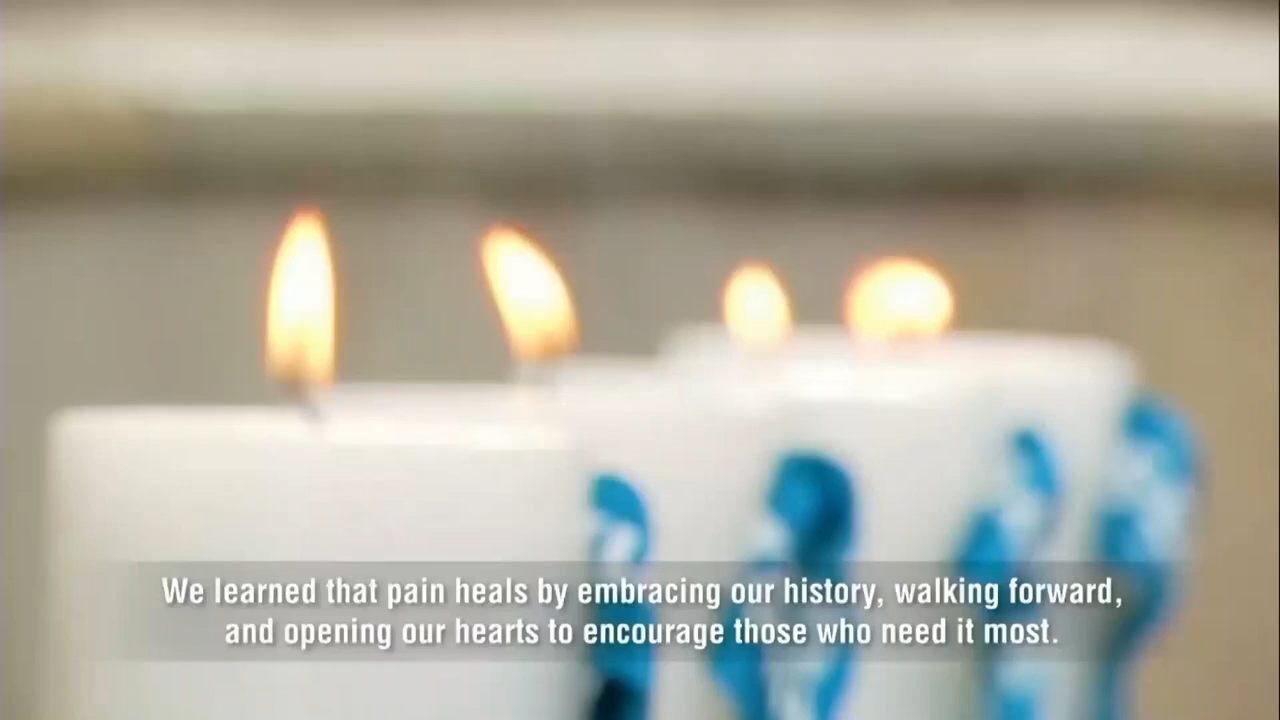 We learned that pain heals by embracing our history, walking forward,
and opening our hearts to encourage those who need it most.